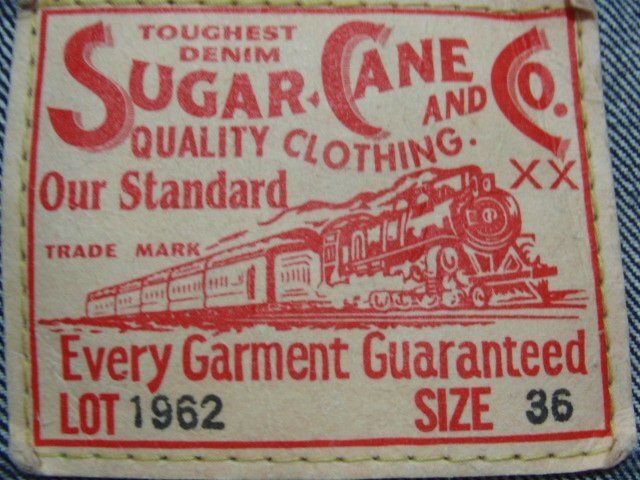 TOUGHEST
DENIM
SUGAR·CANE AND CO.
QUALITY CLOTHING.
XX
Our Standard
TRADE MARK
Every Garment Guaranteed
LOT 1962 SIZE 36